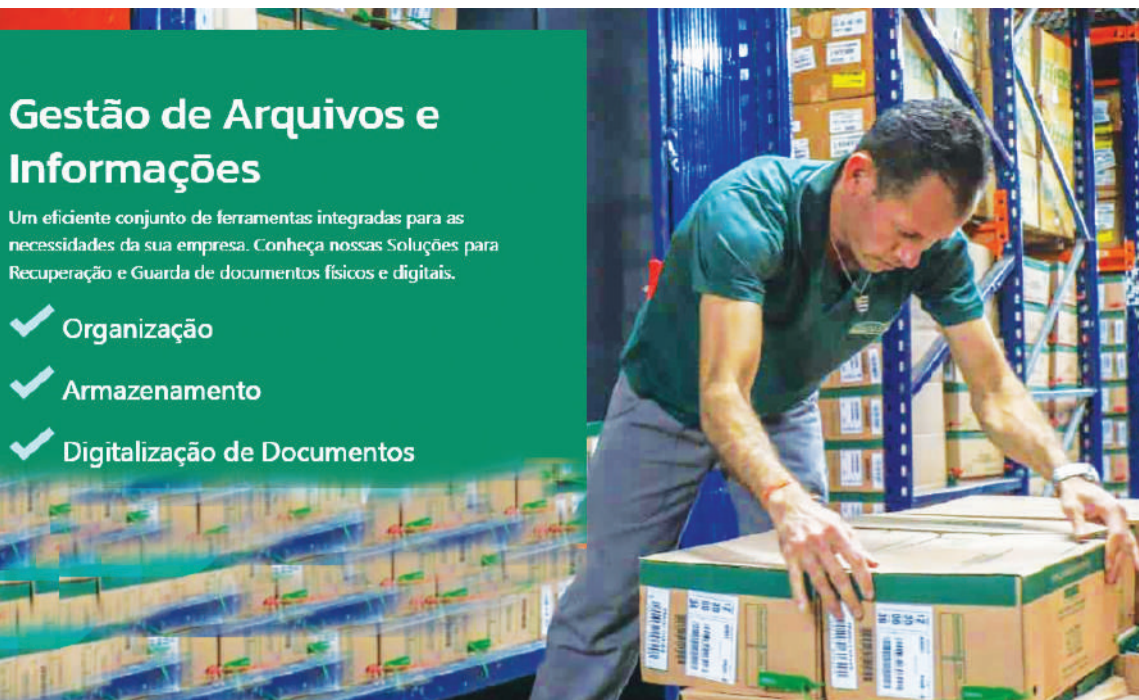 Gestão de Arquivos e
Informações
Um eficiente conjunto de ferramentas integradas para as
necessidades da sua empresa. Conheça nossas Soluções para
Recuperação e Guarda de documentos físicos e digitais.
Organização
Armazenamento
Digitalização de Documentos